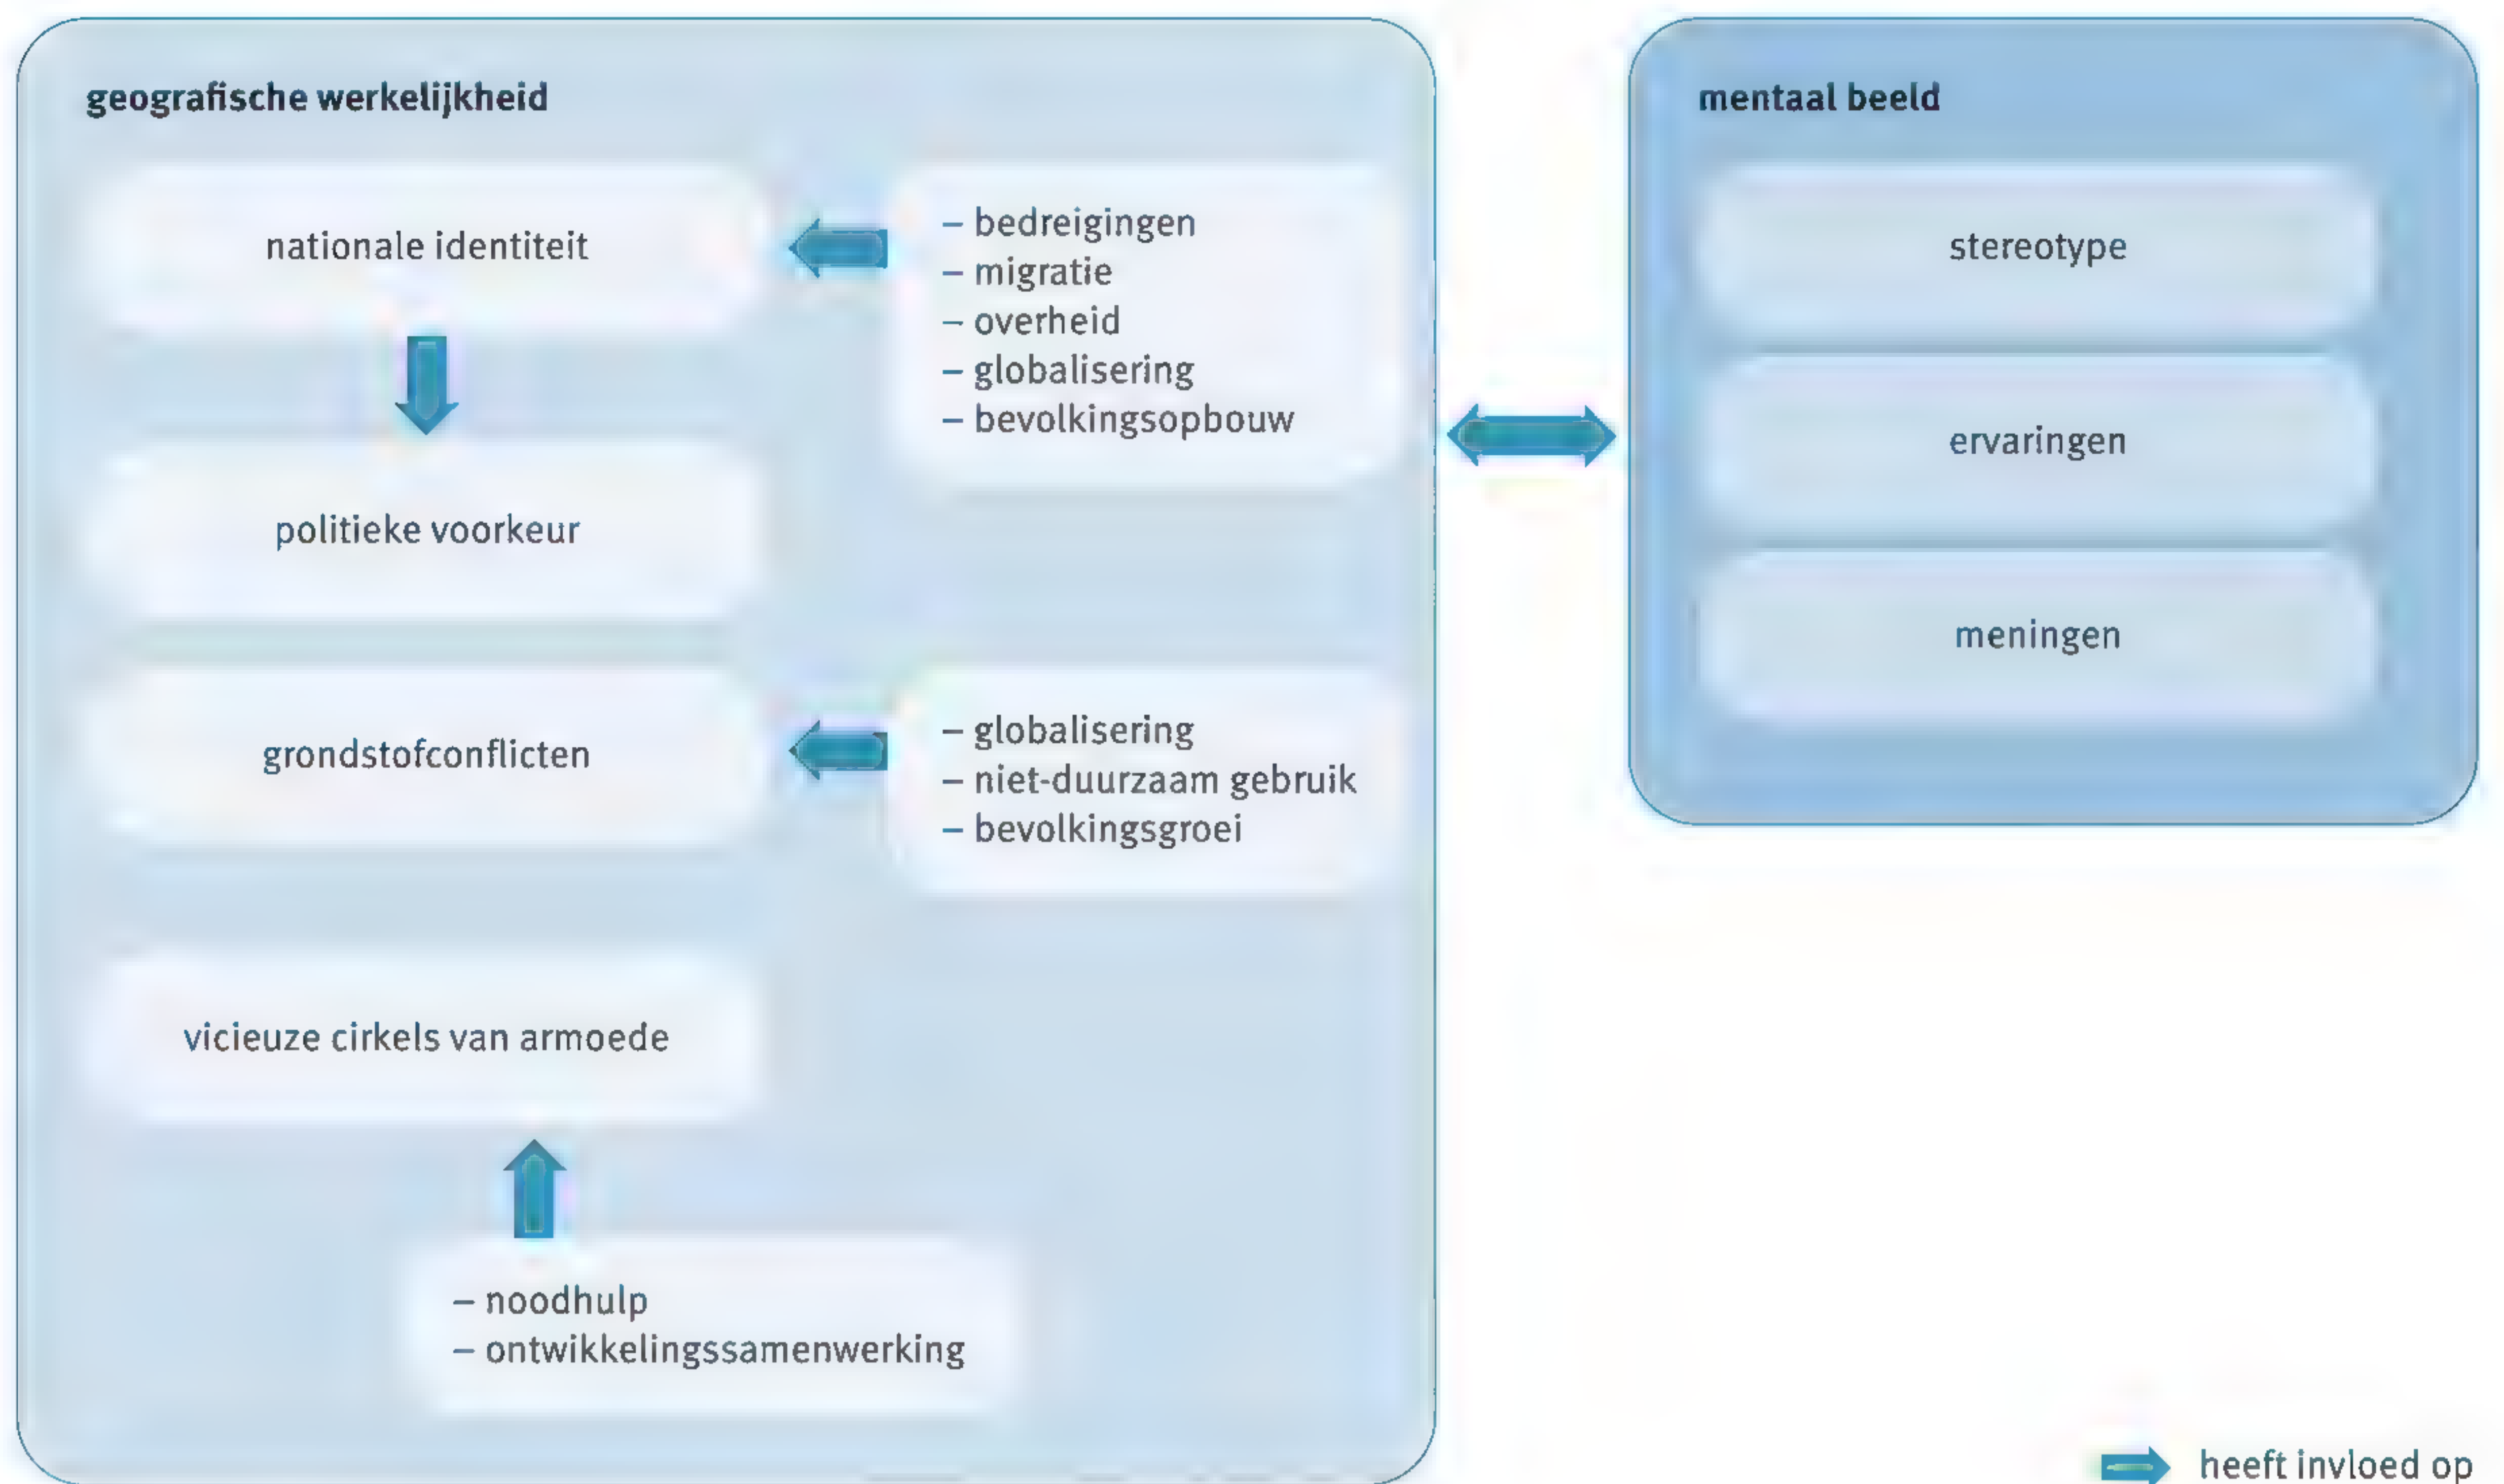 geografische werkelijkheid
nationale identiteit
– bedreigingen
– migratie
– overheid
– globalisering
– bevolkingsopbouw
politieke voorkeur
grondstofconflicten
– globalisering
– niet-duurzaam gebruik
– bevolkingsgroei
vicieuze cirkels van armoede
– noodhulp
– ontwikkelingssamenwerking
mentaal beeld
stereotype
ervaringen
meningen
heeft invloed op